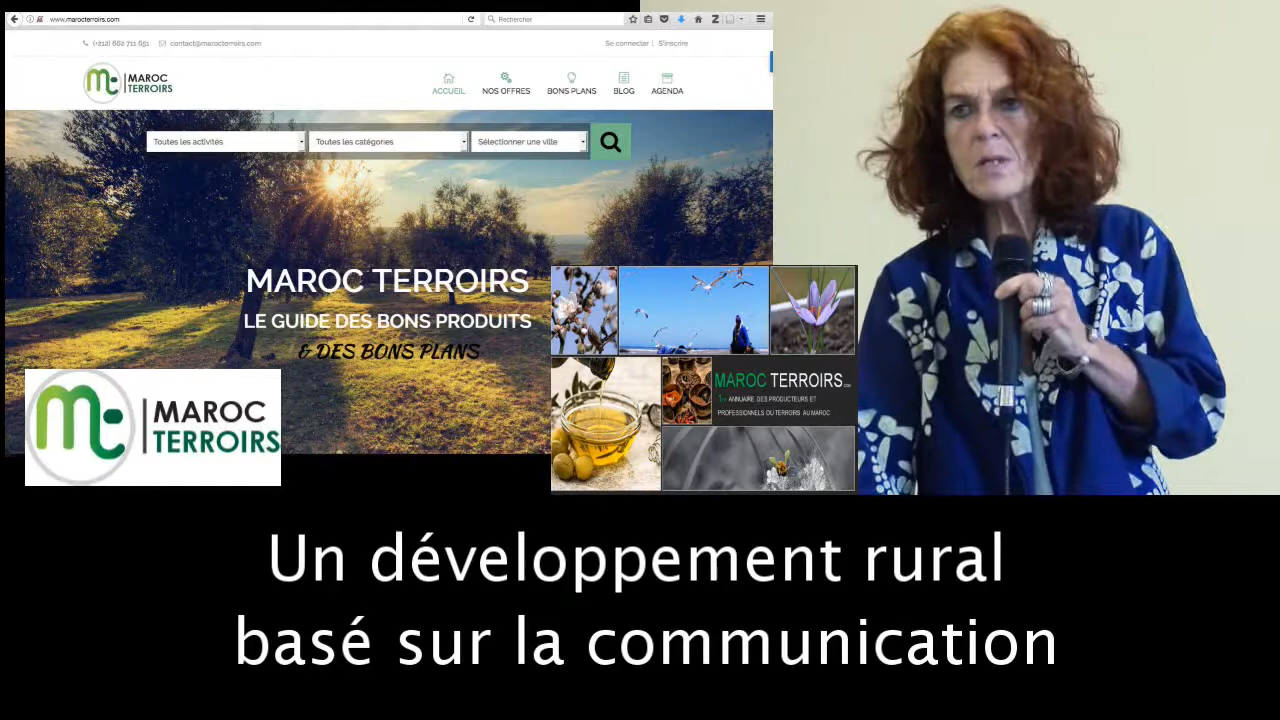 www.marocterroirs.com
Rechercher
(+212) 662 711 651 contact@marocterroirs.com
Se connecter | S'inscrire
MAROC
TERROIRS
ACCUEIL NOS OFFRES BONS PLANS BLOG AGENDA
Toutes les activités Toutes les catégories Sélectionner une ville
MAROC TERROIRS
LE GUIDE DES BONS PRODUITS
& DES BONS PLANS
MAROC
TERROIRS
MAROC TERROIRS.com
1er ANNUAIRE DES PRODUCTEURS ET
PROFESSIONNELS DU TERROIRS AU MAROC
Un développement rural
basé sur la communication